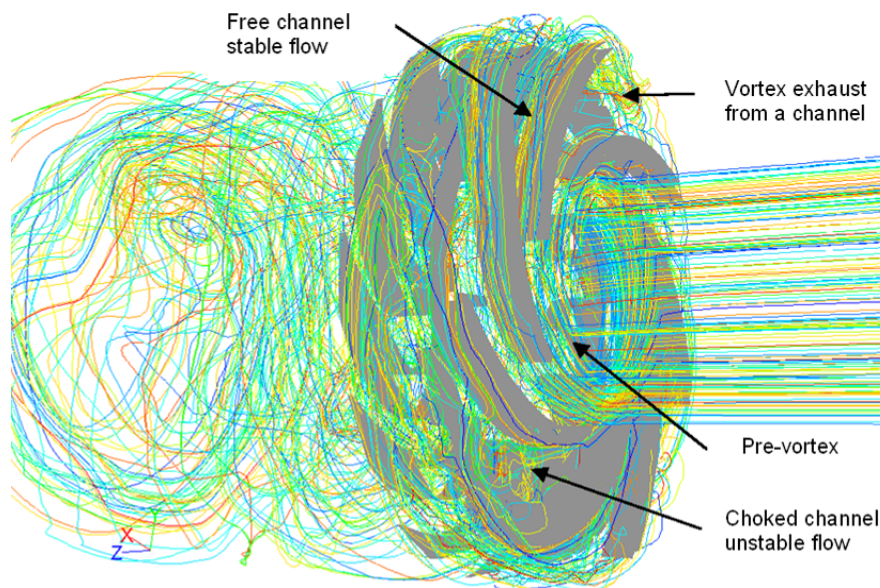 Free channel
stable flow
Vortex exhaust
from a channel
Pre-vortex
Choked channel
unstable flow
X
Z